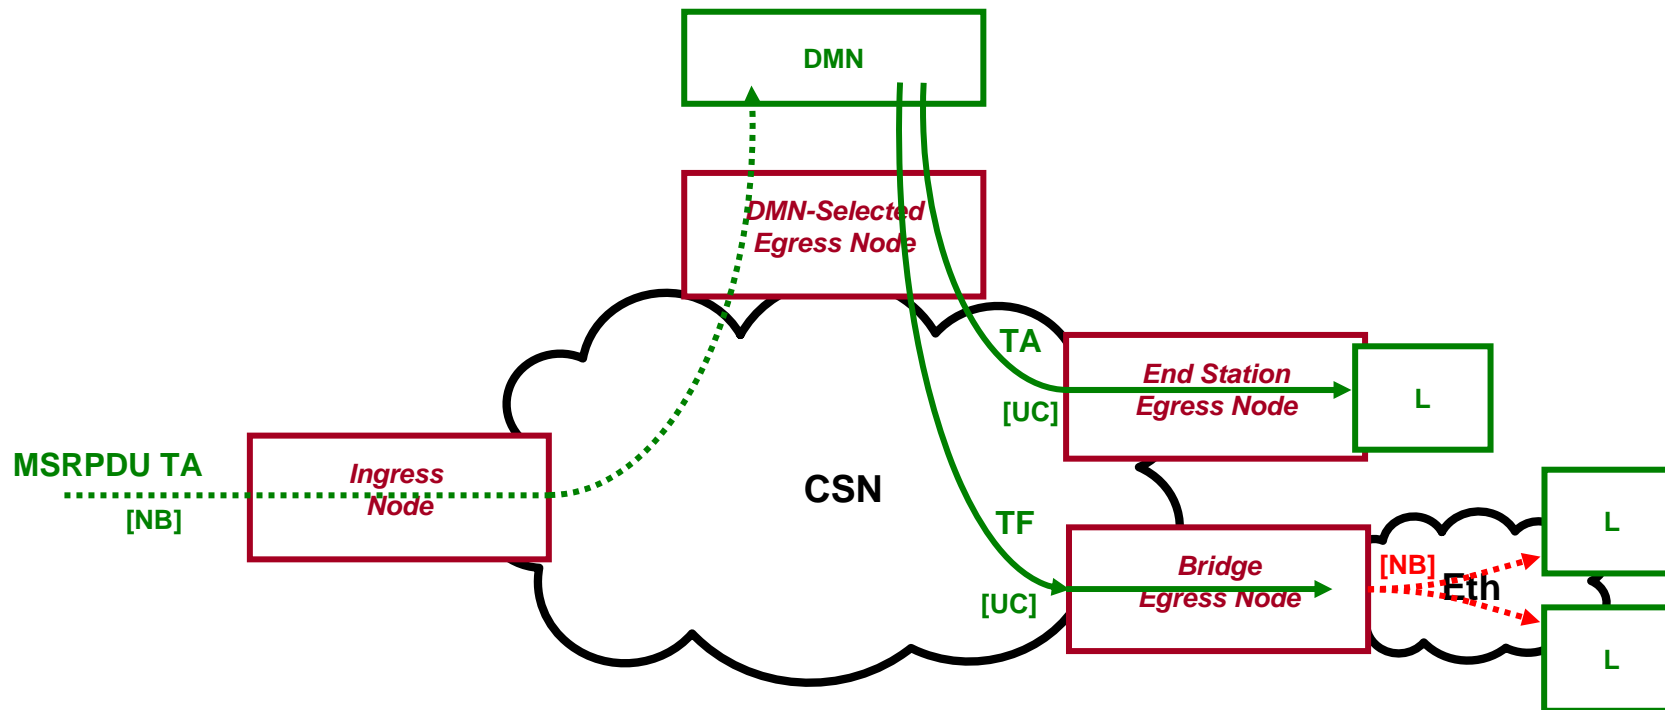 DMN
DMN-Selected
Egress Node
TA
End Station
Egress Node
[UC]
L
MSRPDU TA
[NB]
Ingress
Node
CSN
TF
[UC]
Bridge
Egress Node
[NB]
Eth
L
L